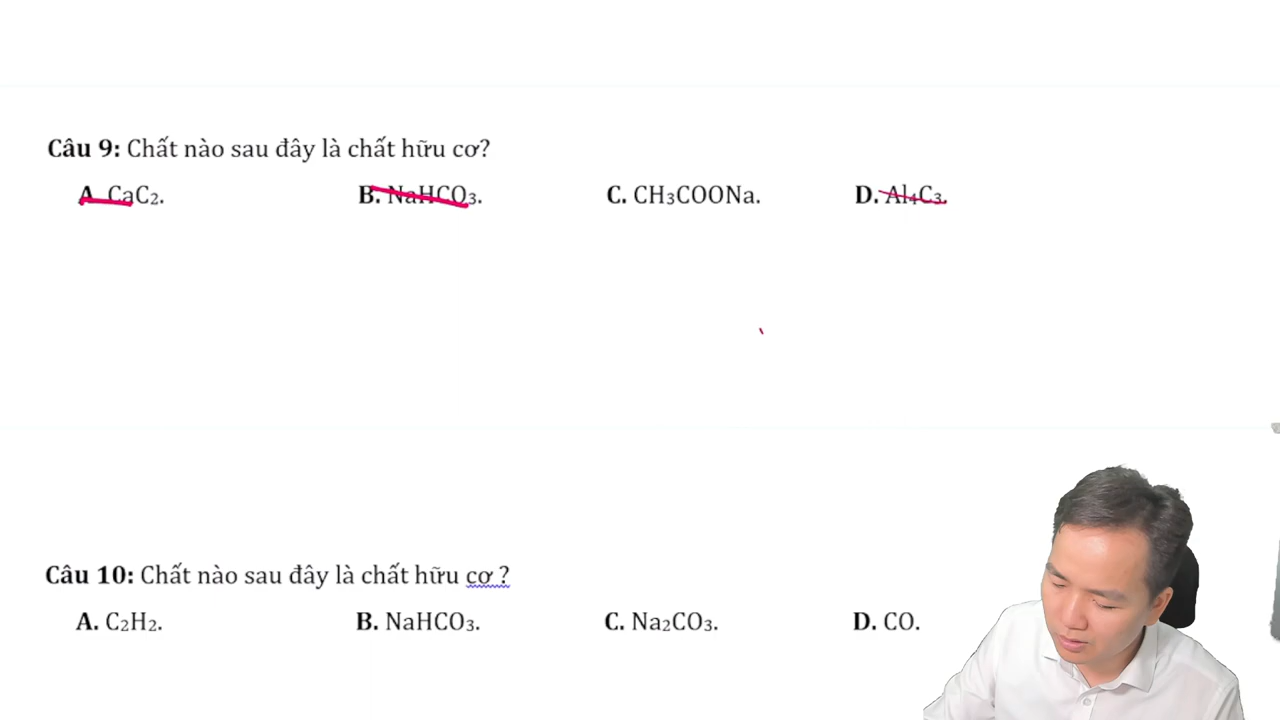 Câu 9: Chất nào sau đây là chất hữu cơ?
A. CaC₂. B. NaHCO₃. C. CH₃COONa. D. Al₄C₃.
Câu 10: Chất nào sau đây là chất hữu cơ ?
A. C₂H₂. B. NaHCO₃. C. Na₂CO₃. D. CO.